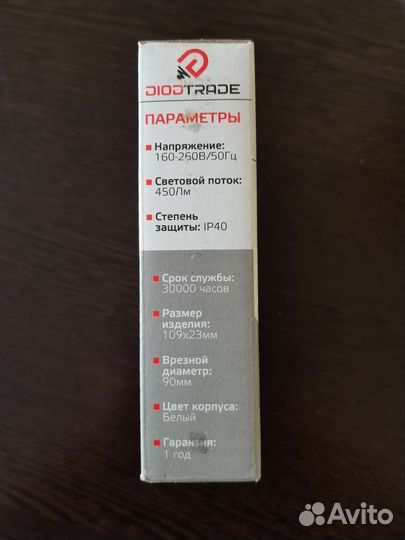 DIODTRADE
ПАРАМЕТРЫ
Напряжение:
160-260В/50Гц
Световой поток:
450Лм
Степень
защиты: IP40
Срок службы:
30000 часов
Размер
изделия:
109х23мм
Врезной
диаметр:
90мм
Цвет корпуса:
Белый
Гарантия:
1 год
Avito